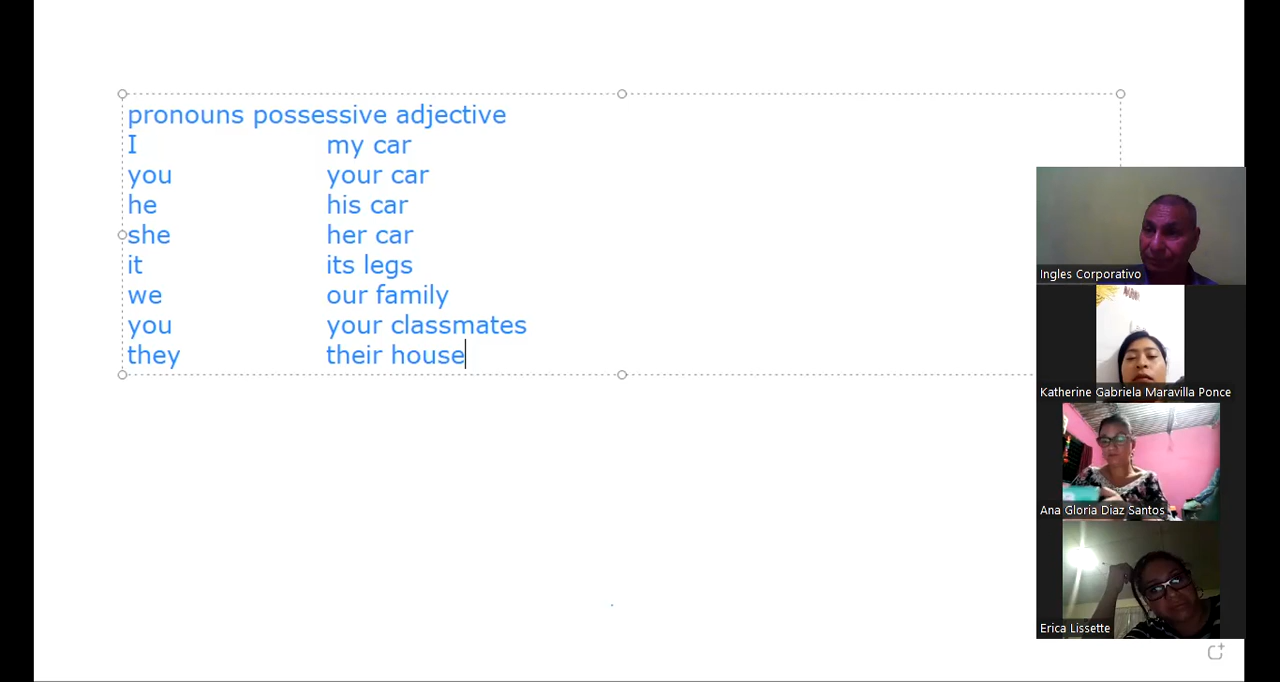 pronouns possessive adjective
I my car
you your car
he his car
she her car
it its legs
we our family
you your classmates
they their house
Ingles Corporativo
Katherine Gabriela Maravilla Ponce
Ana Gloria Diaz Santos
Erica Lissette